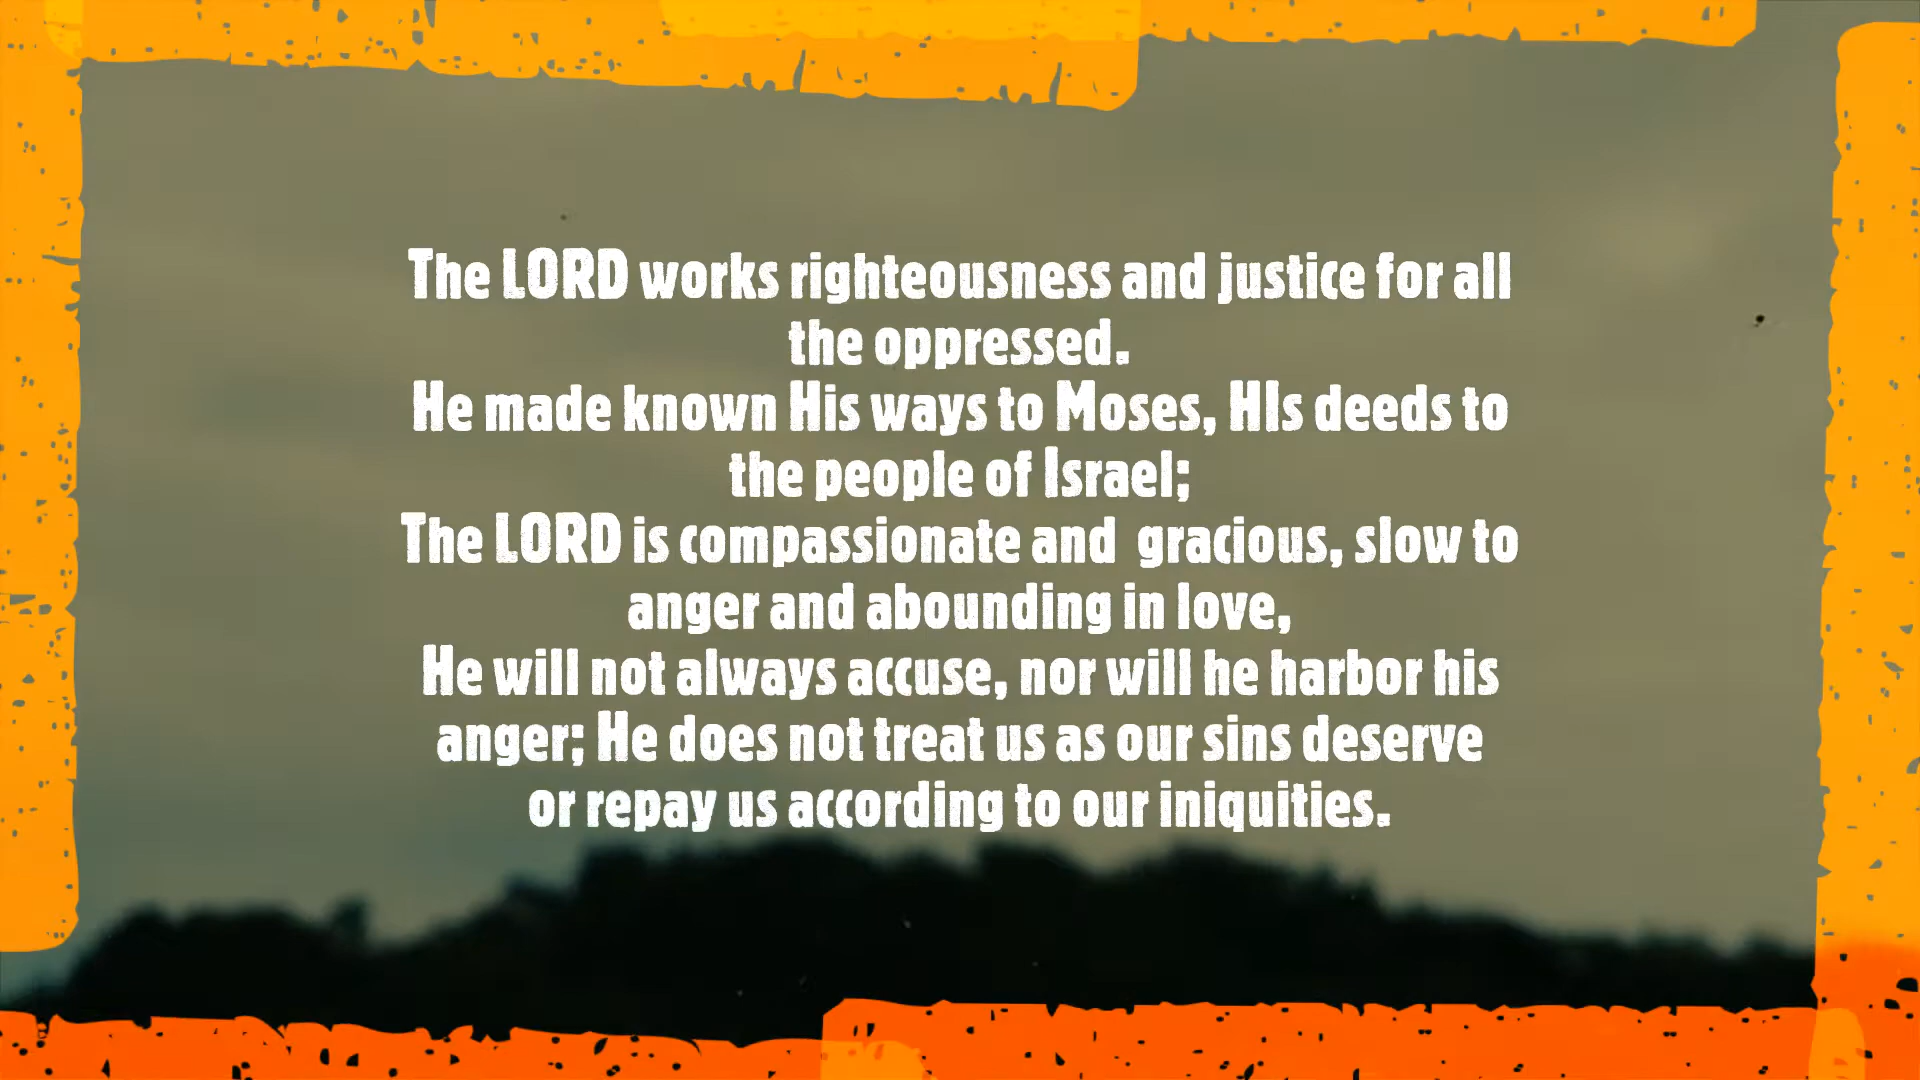 The LORD works righteousness and justice for all
the oppressed.
He made known His ways to Moses, HIs deeds to
the people of Israel;
The LORD is compassionate and  gracious, slow to
anger and abounding in love,
He will not always accuse, nor will he harbor his
anger; He does not treat us as our sins deserve
or repay us according to our iniquities.